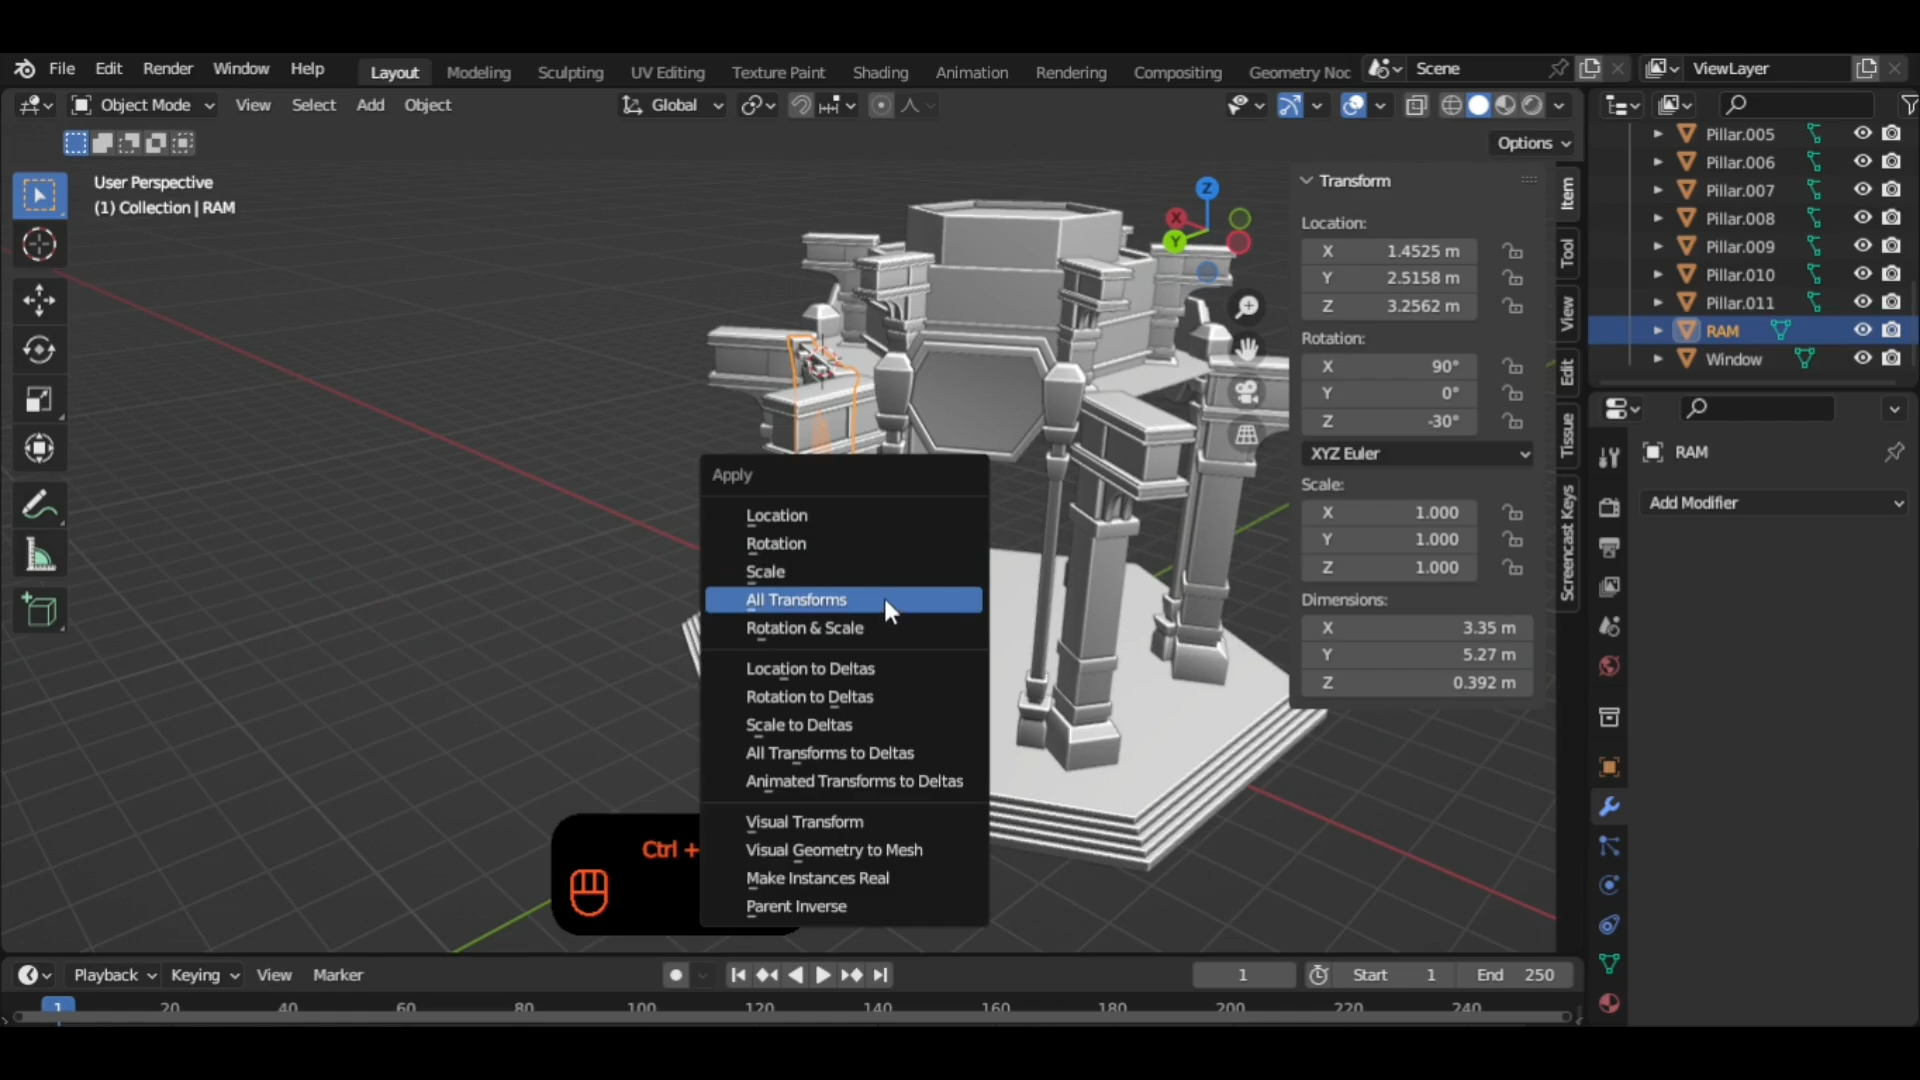 File Edit Render Window Help Layout Modeling Sculpting UV Editing Texture Paint Shading Animation Rendering Compositing Geometry Noc Scene ViewLayer
Object Mode View Select Add Object Global
Options
User Perspective
(1) Collection | RAM
Z
X
Y
Transform
Location:
X 1.4525 m
Y 2.5158 m
Z 3.2562 m
Rotation:
X 90°
Y 0°
Z -30°
XYZ Euler
Scale:
X 1.000
Y 1.000
Z 1.000
Dimensions:
X 3.35 m
Y 5.27 m
Z 0.392 m
Item
Tool
View
Edit
Tissue
Screencast Keys
Pillar.005
Pillar.006
Pillar.007
Pillar.008
Pillar.009
Pillar.010
Pillar.011
RAM
Window
RAM
Add Modifier
Apply
Location
Rotation
Scale
All Transforms
Rotation & Scale
Location to Deltas
Rotation to Deltas
Scale to Deltas
All Transforms to Deltas
Animated Transforms to Deltas
Visual Transform
Visual Geometry to Mesh
Make Instances Real
Parent Inverse
Ctrl +
Playback Keying View Marker 1 Start 1 End 250
1 20 40 60 80 100 120 140 160 180 200 220 240